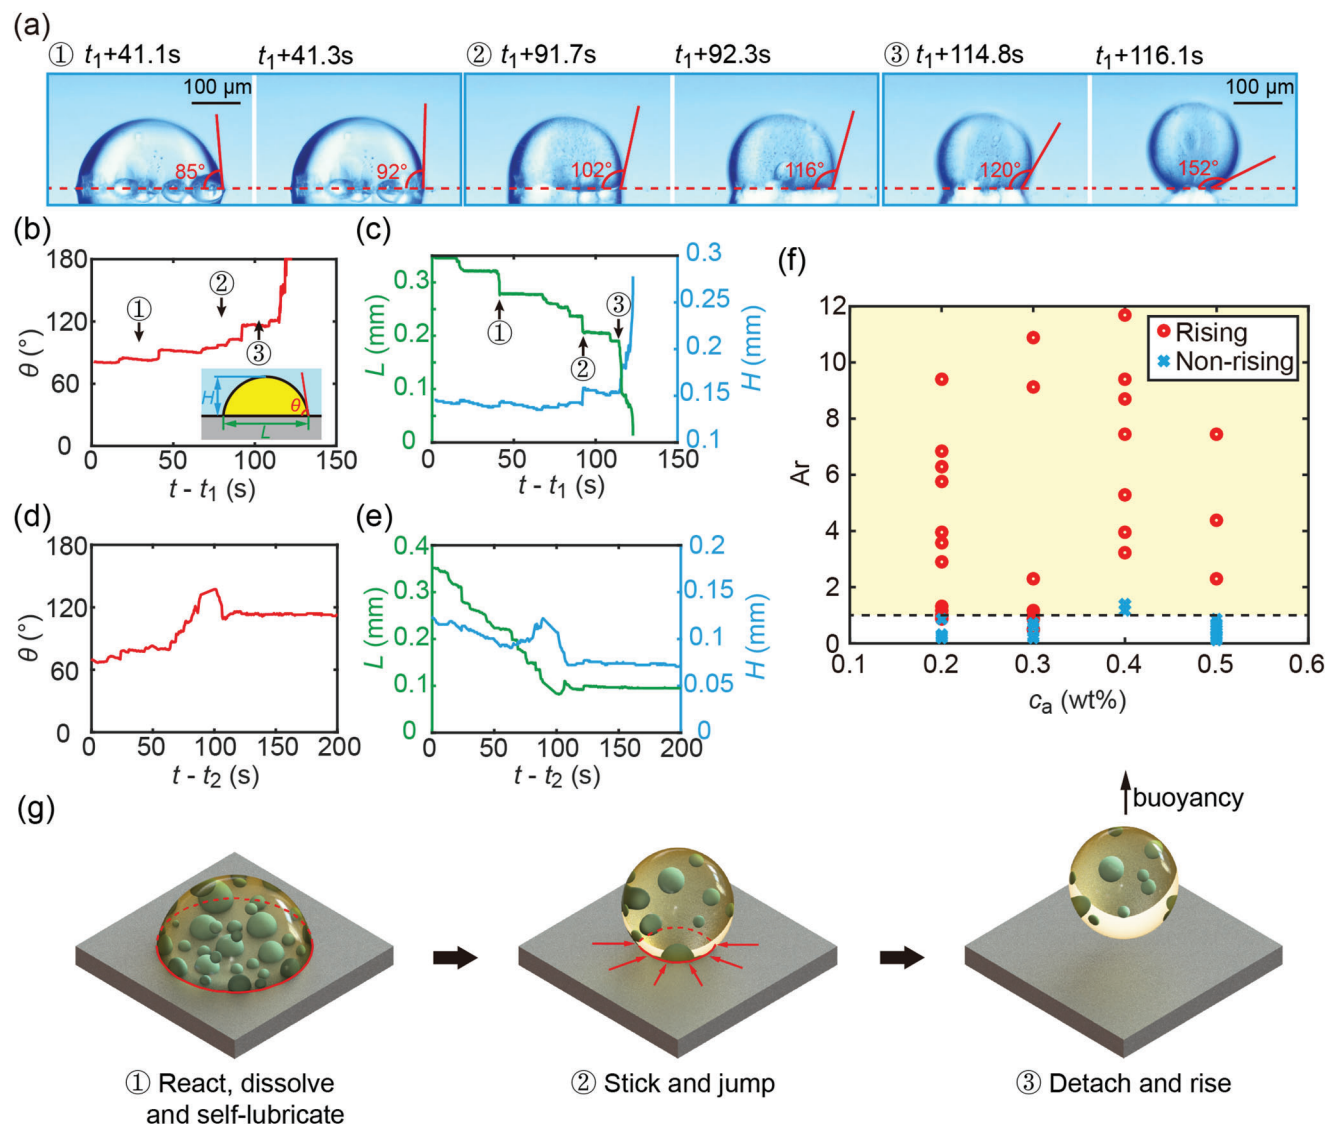 (a)
① t₁+41.1s t₁+41.3s ② t₁+91.7s t₁+92.3s ③ t₁+114.8s t₁+116.1s
100 µm 100 µm
85° 92° 102° 116° 120° 152°
(b)
180
120
60
0
θ (°)
① ② ③
H θ L
0 50 100 150
t - t₁ (s)
(c)
0.3
0.2
0.1
0
L (mm)
0.3
0.25
0.2
0.15
0.1
H (mm)
① ② ③
0 50 100 150
t - t₁ (s)
(d)
180
120
60
0
θ (°)
0 50 100 150 200
t - t₂ (s)
(e)
0.4
0.3
0.2
0.1
0
L (mm)
0.2
0.15
0.1
0.05
0
H (mm)
0 50 100 150 200
t - t₂ (s)
(f)
12
10
8
6
4
2
0
Ar
Rising
Non-rising
0.1 0.2 0.3 0.4 0.5 0.6
cₐ (wt%)
(g)
buoyancy
① React, dissolve
and self-lubricate
② Stick and jump
③ Detach and rise